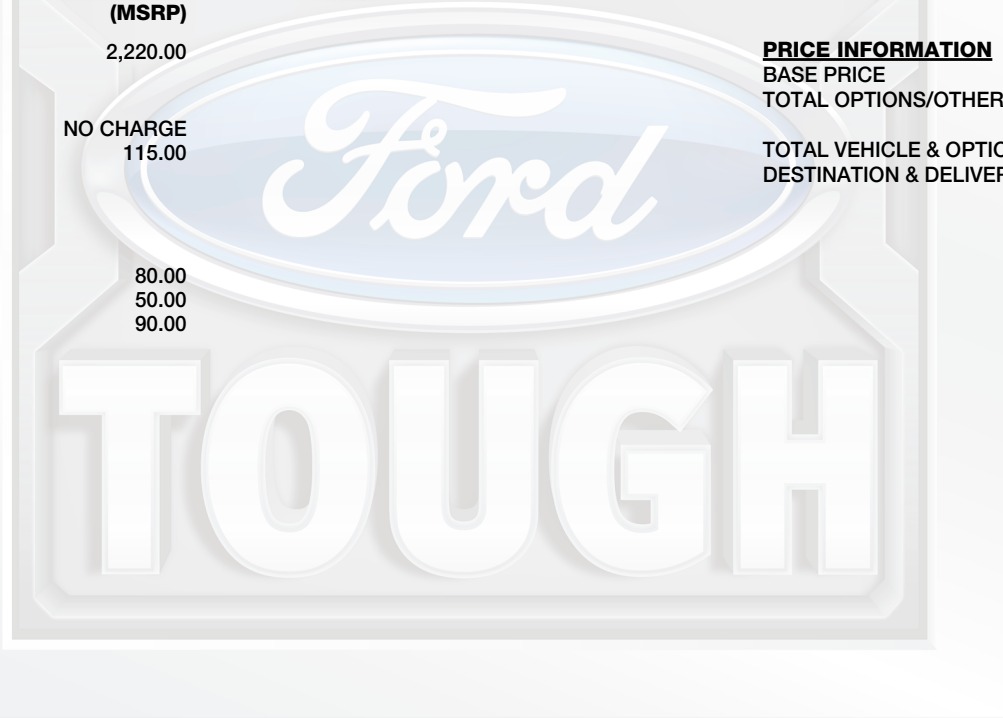 (MSRP)
2,220.00
NO CHARGE
115.00
80.00
50.00
90.00
PRICE INFORMATION
BASE PRICE
TOTAL OPTIONS/OTHER
TOTAL VEHICLE & OPTIO
DESTINATION & DELIVER
Ford
TOUGH